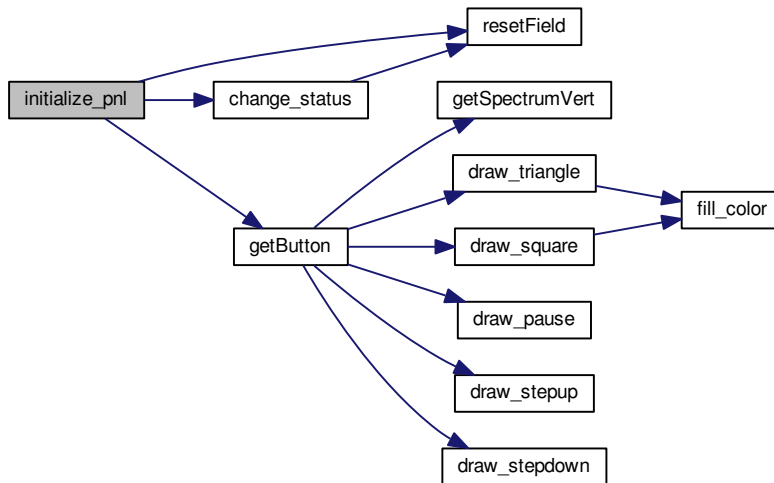 resetField
initialize_pnl
change_status
getSpectrumVert
draw_triangle
fill_color
getButton
draw_square
draw_pause
draw_stepup
draw_stepdown